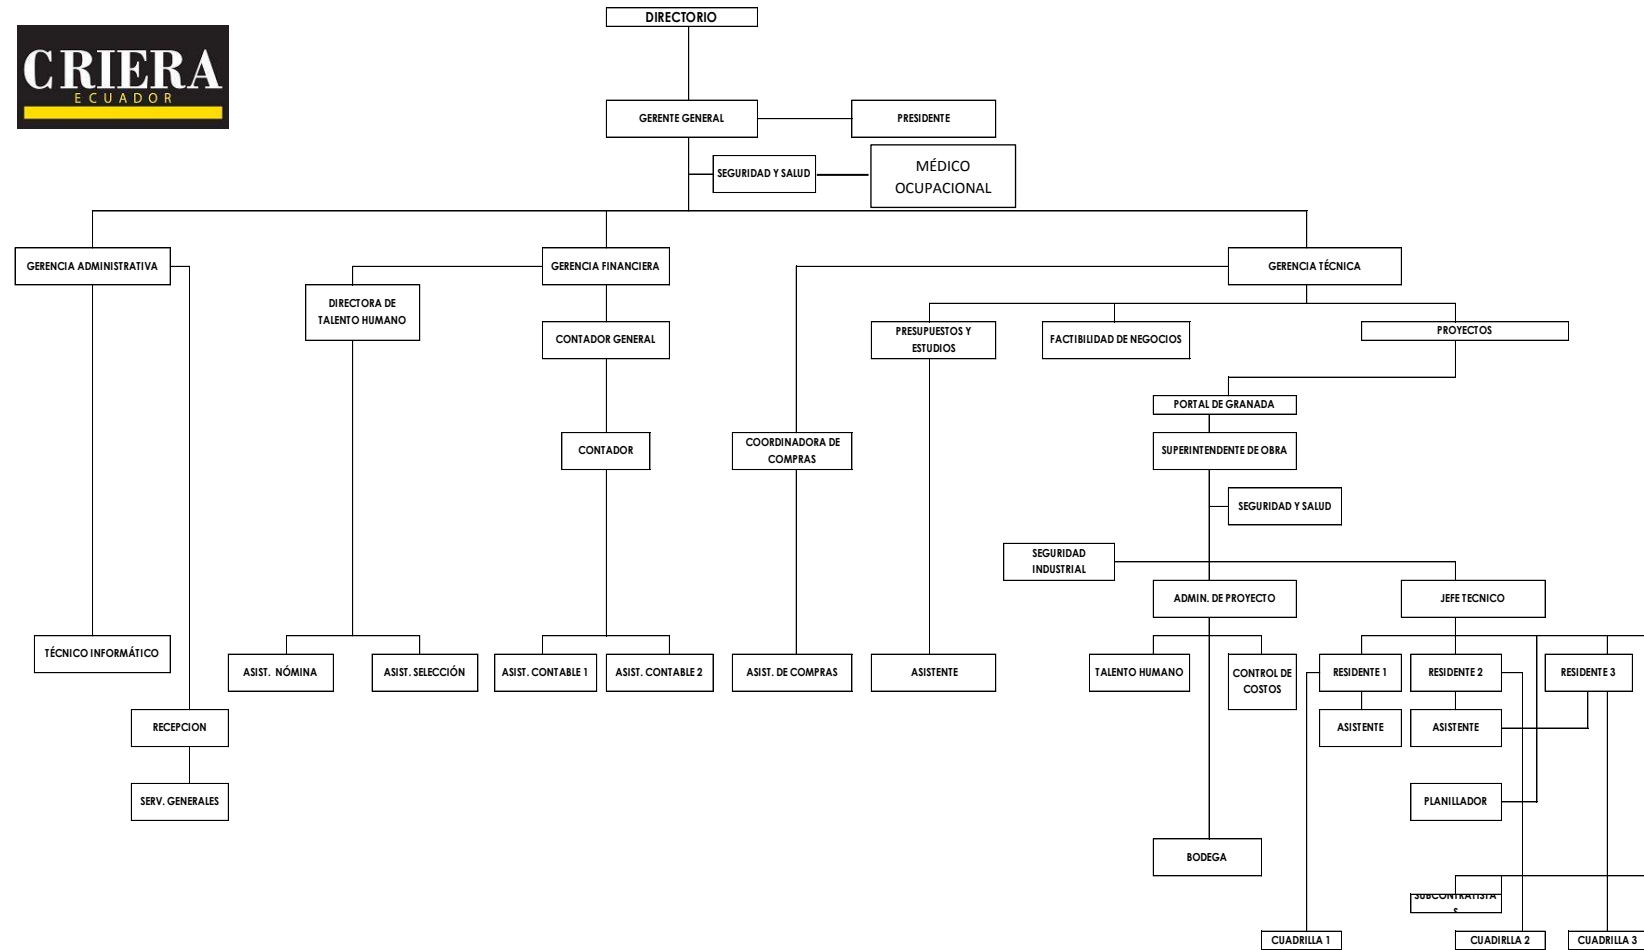 DIRECTORIO
CRIERA
ECUADOR
GERENTE GENERAL
PRESIDENTE
SEGURIDAD Y SALUD
MÉDICO
OCUPACIONAL
GERENCIA ADMINISTRATIVA
GERENCIA FINANCIERA
GERENCIA TÉCNICA
DIRECTORA DE
TALENTO HUMANO
CONTADOR GENERAL
PRESUPUESTOS Y
ESTUDIOS
FACTIBILIDAD DE NEGOCIOS
PROYECTOS
PORTAL DE GRANADA
CONTADOR
COORDINADORA DE
COMPRAS
SUPERINTENDENTE DE OBRA
SEGURIDAD Y SALUD
SEGURIDAD
INDUSTRIAL
ADMIN. DE PROYECTO
JEFE TECNICO
TÉCNICO INFORMÁTICO
ASIST. NÓMINA
ASIST. SELECCIÓN
ASIST. CONTABLE 1
ASIST. CONTABLE 2
ASIST. DE COMPRAS
ASISTENTE
TALENTO HUMANO
CONTROL DE
COSTOS
RESIDENTE 1
RESIDENTE 2
RESIDENTE 3
RECEPCION
ASISTENTE
ASISTENTE
SERV. GENERALES
PLANILLADOR
BODEGA
SUBCONTRATISTA
S
CUADRILLA 1
CUADIRLLA 2
CUADRILLA 3